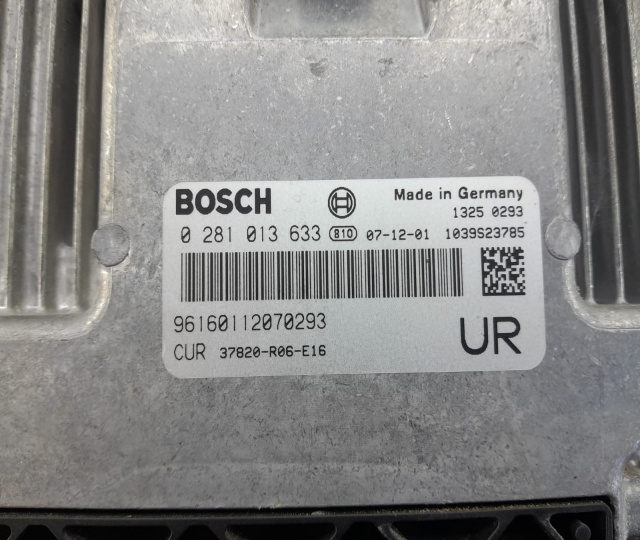 BOSCH Made in Germany
1325 0293
0 281 013 633 B10 07-12-01 1039S23785
96160112070293
CUR 37820-R06-E16 UR